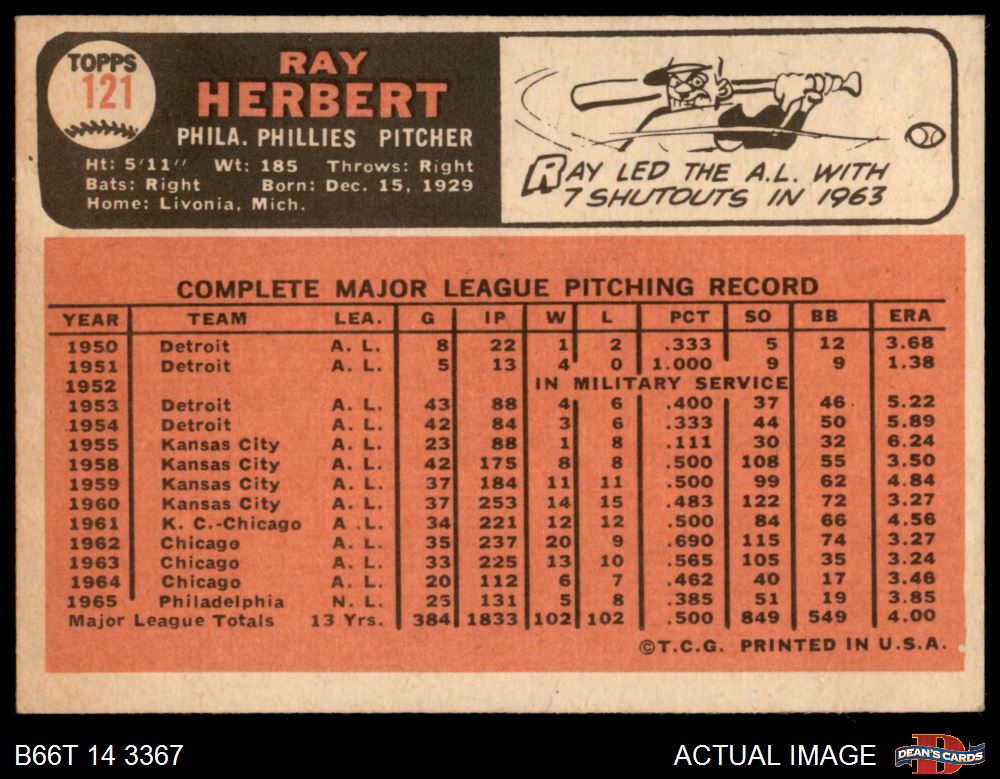 TOPPS
121
RAY
HERBERT
PHILA. PHILLIES PITCHER
Ht: 5'11" Wt: 185 Throws: Right
Bats: Right Born: Dec. 15, 1929
Home: Livonia, Mich.
RAY LED THE A.L. WITH
7 SHUTOUTS IN 1963
COMPLETE MAJOR LEAGUE PITCHING RECORD
YEAR TEAM LEA. G IP W L PCT SO BB ERA
1950 Detroit A. L. 8 22 1 2 .333 5 12 3.68
1951 Detroit A. L. 5 13 4 0 1.000 9 9 1.38
1952 IN MILITARY SERVICE
1953 Detroit A. L. 43 88 4 6 .400 37 46 5.22
1954 Detroit A. L. 42 84 3 6 .333 44 50 5.89
1955 Kansas City A. L. 23 88 1 8 .111 30 32 6.24
1958 Kansas City A. L. 42 175 8 8 .500 108 55 3.50
1959 Kansas City A. L. 37 184 11 11 .500 99 62 4.84
1960 Kansas City A. L. 37 253 14 15 .483 122 72 3.27
1961 K. C.-Chicago A .L. 34 221 12 12 .500 84 66 4.56
1962 Chicago A. L. 35 237 20 9 .690 115 74 3.27
1963 Chicago A. L. 33 225 13 10 .565 105 35 3.24
1964 Chicago A. L. 20 112 6 7 .462 40 17 3.46
1965 Philadelphia N. L. 25 131 5 8 .385 51 19 3.85
Major League Totals 13 Yrs. 384 1833 102 102 .500 849 549 4.00
©T.C.G. PRINTED IN U.S.A.
B66T 14 3367
ACTUAL IMAGE
DEAN'S CARDS